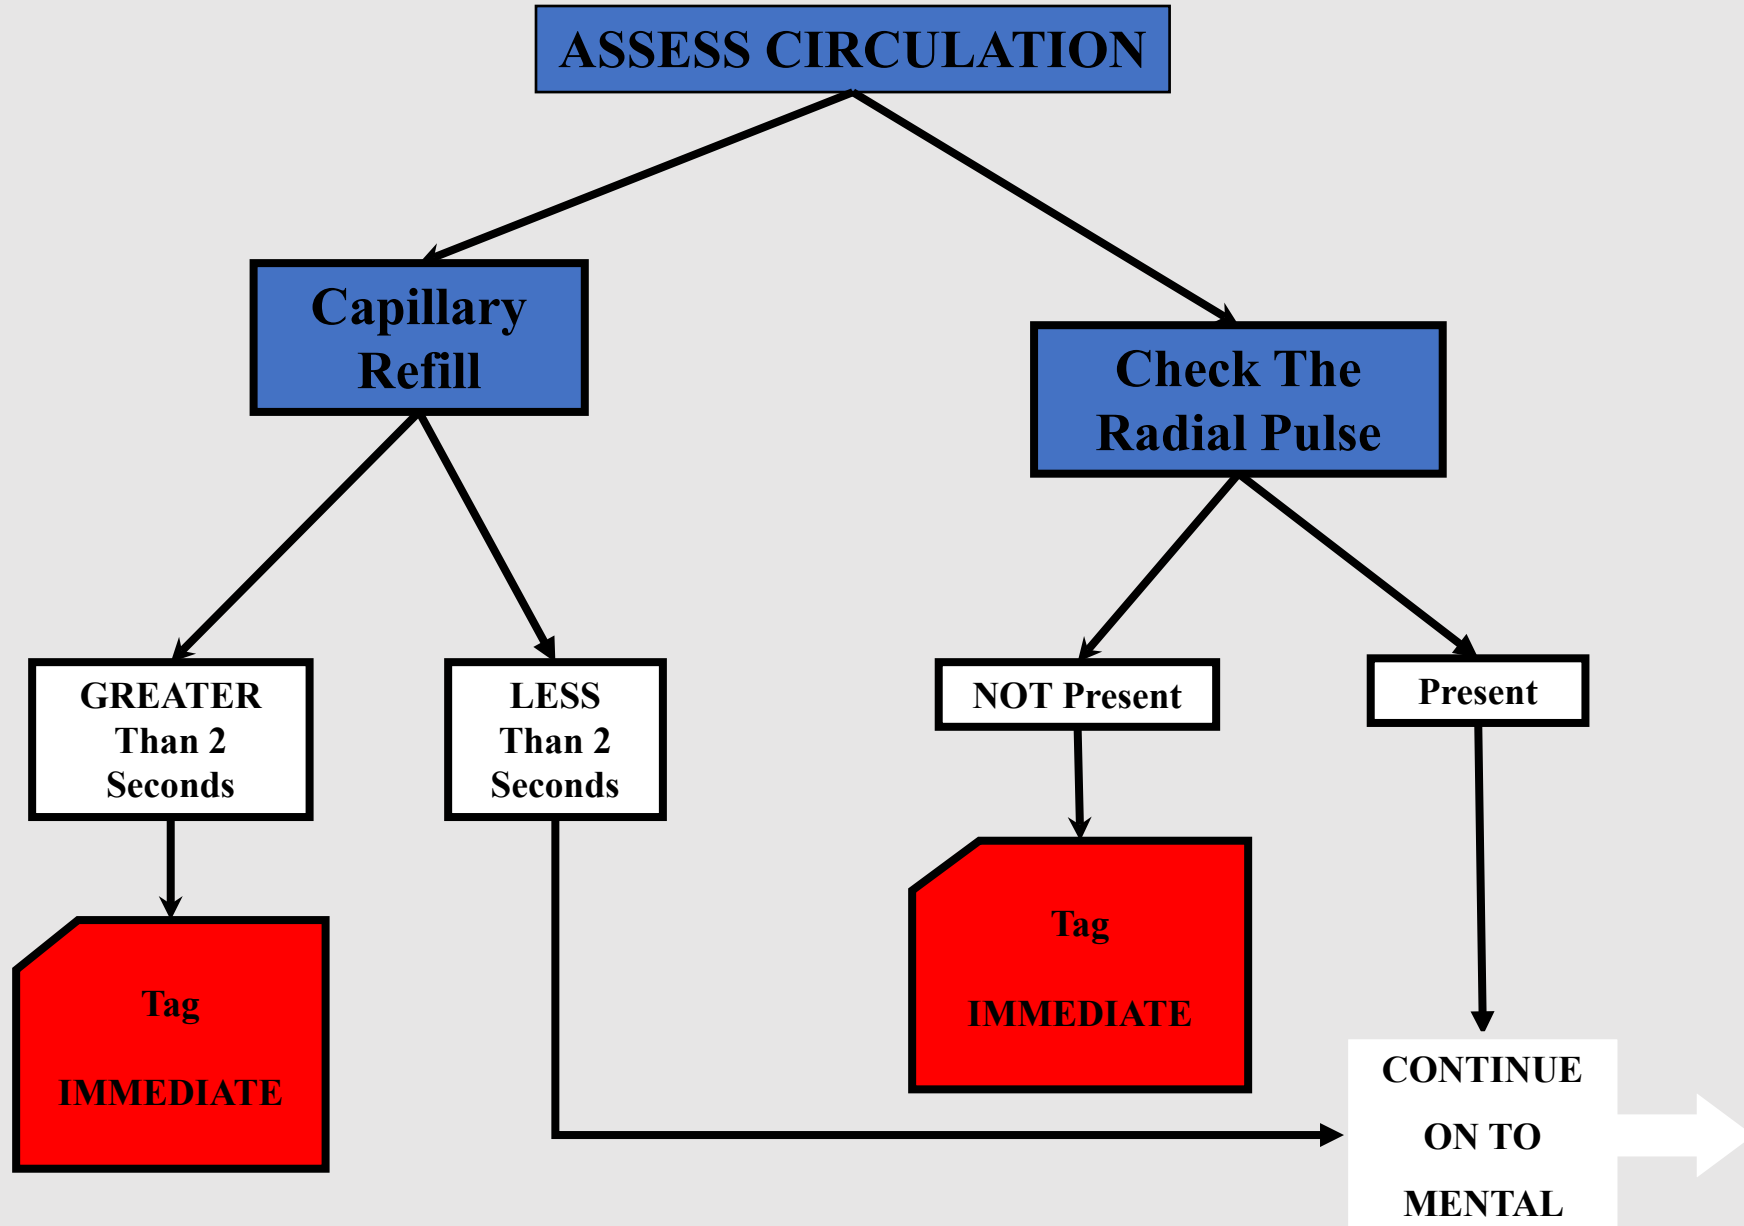 ASSESS CIRCULATION
Capillary
Refill
Check The
Radial Pulse
GREATER
Than 2
Seconds
LESS
Than 2
Seconds
NOT Present
Present
Tag
IMMEDIATE
Tag
IMMEDIATE
CONTINUE
ON TO
MENTAL